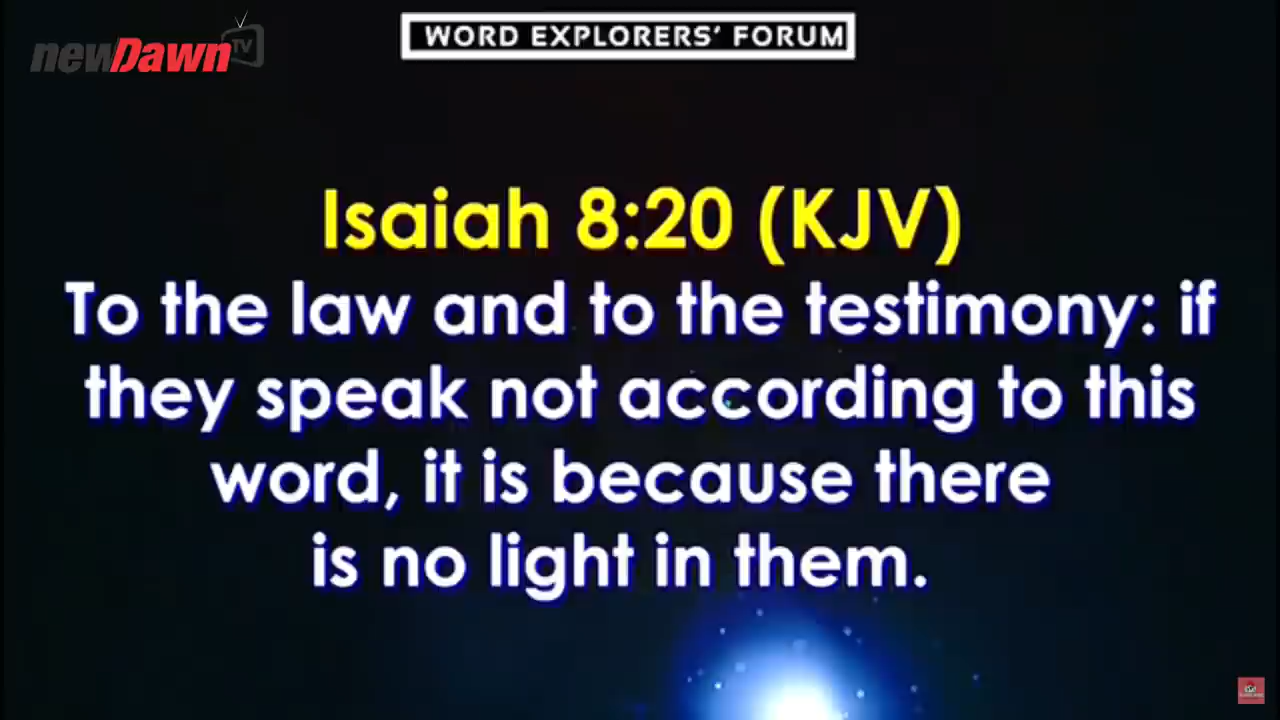 newDawn TV
WORD EXPLORERS' FORUM
Isaiah 8:20 (KJV)
To the law and to the testimony: if
they speak not according to this
word, it is because there
is no light in them.